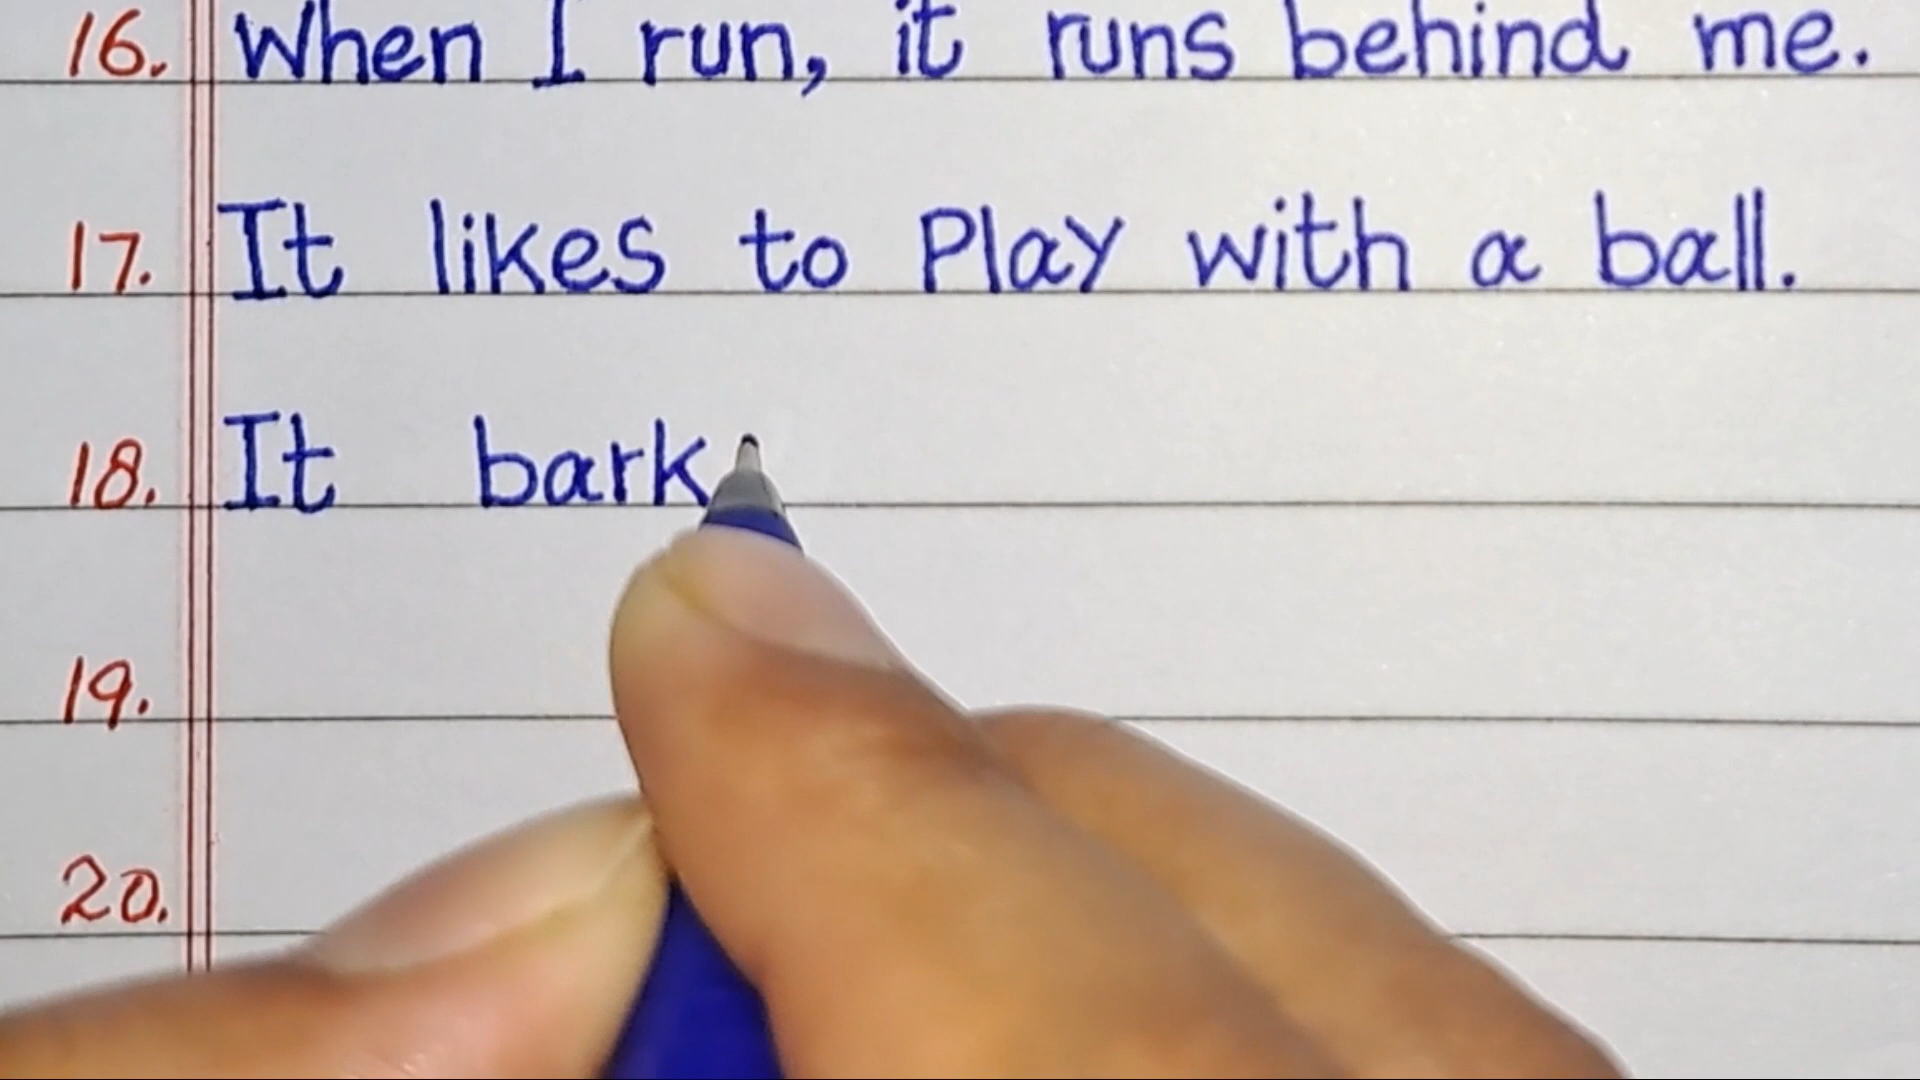 16. When I run, it runs behind me.
17. It likes to Play with a ball.
18. It bark
19.
20.